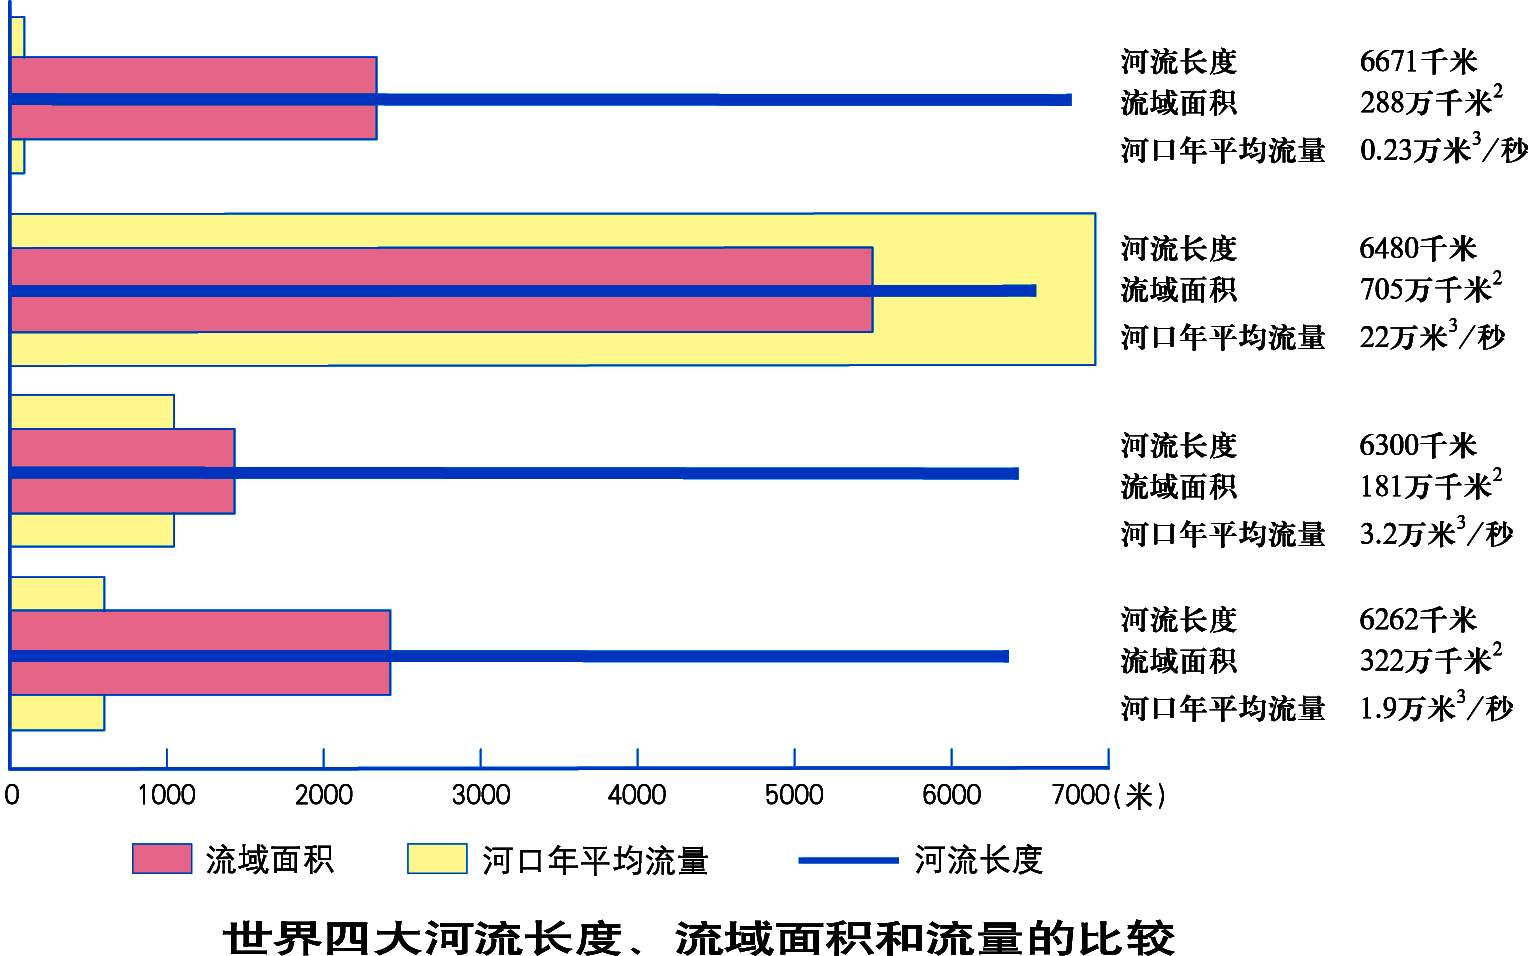 河流长度 6671千米
流域面积 288万千米²
河口年平均流量 0.23万米³/秒
河流长度 6480千米
流域面积 705万千米²
河口年平均流量 22万米³/秒
河流长度 6300千米
流域面积 181万千米²
河口年平均流量 3.2万米³/秒
河流长度 6262千米
流域面积 322万千米²
河口年平均流量 1.9万米³/秒
0 1000 2000 3000 4000 5000 6000 7000(米)
流域面积 河口年平均流量 河流长度
世界四大河流长度、流域面积和流量的比较